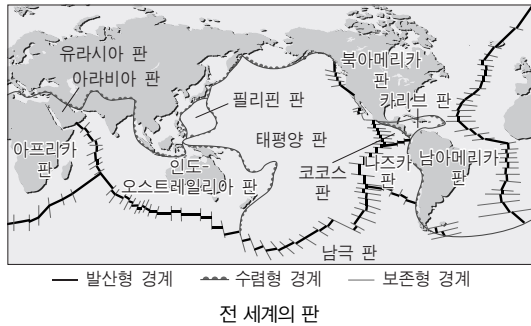 유라시아 판
아라비아 판
아프리카
판
인도-
오스트레일리아 판
필리핀 판
태평양 판
북아메리카
판
카리브 판
코코스
판
나즈카
판
남아메리카
판
남극 판
발산형 경계
수렴형 경계
보존형 경계
전 세계의 판